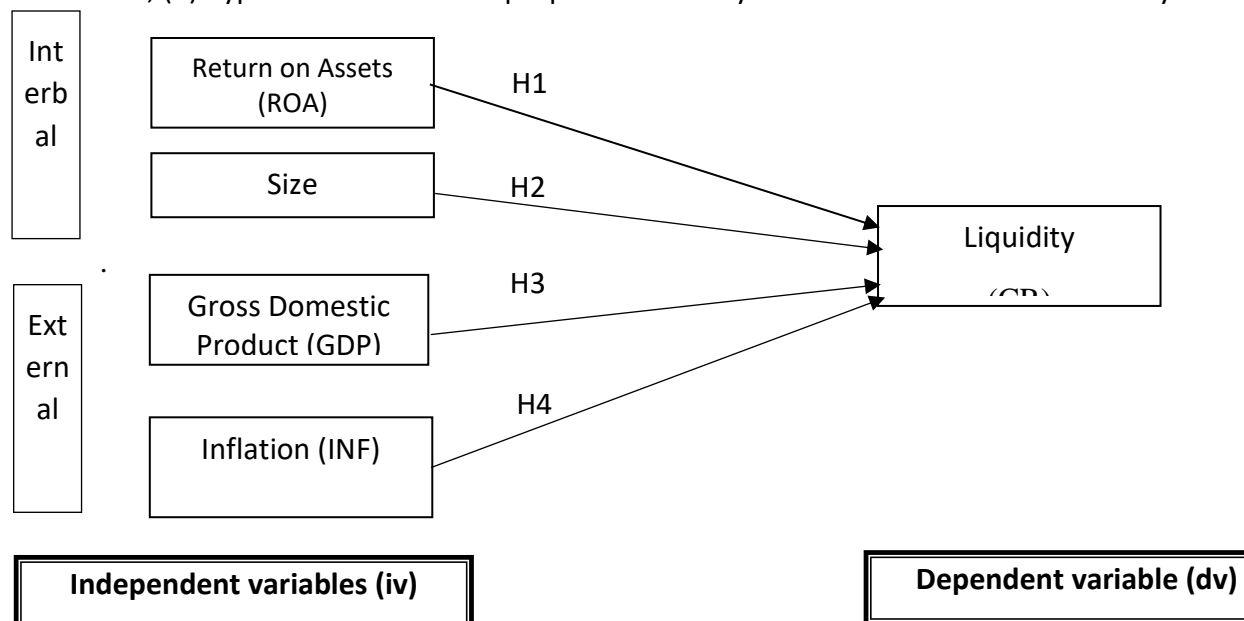 Int
erb
al
Return on Assets
(ROA)
H1
Size
H2
Liquidity
Gross Domestic
Product (GDP)
H3
Ext
ern
al
Inflation (INF)
H4
Independent variables (iv)
Dependent variable (dv)